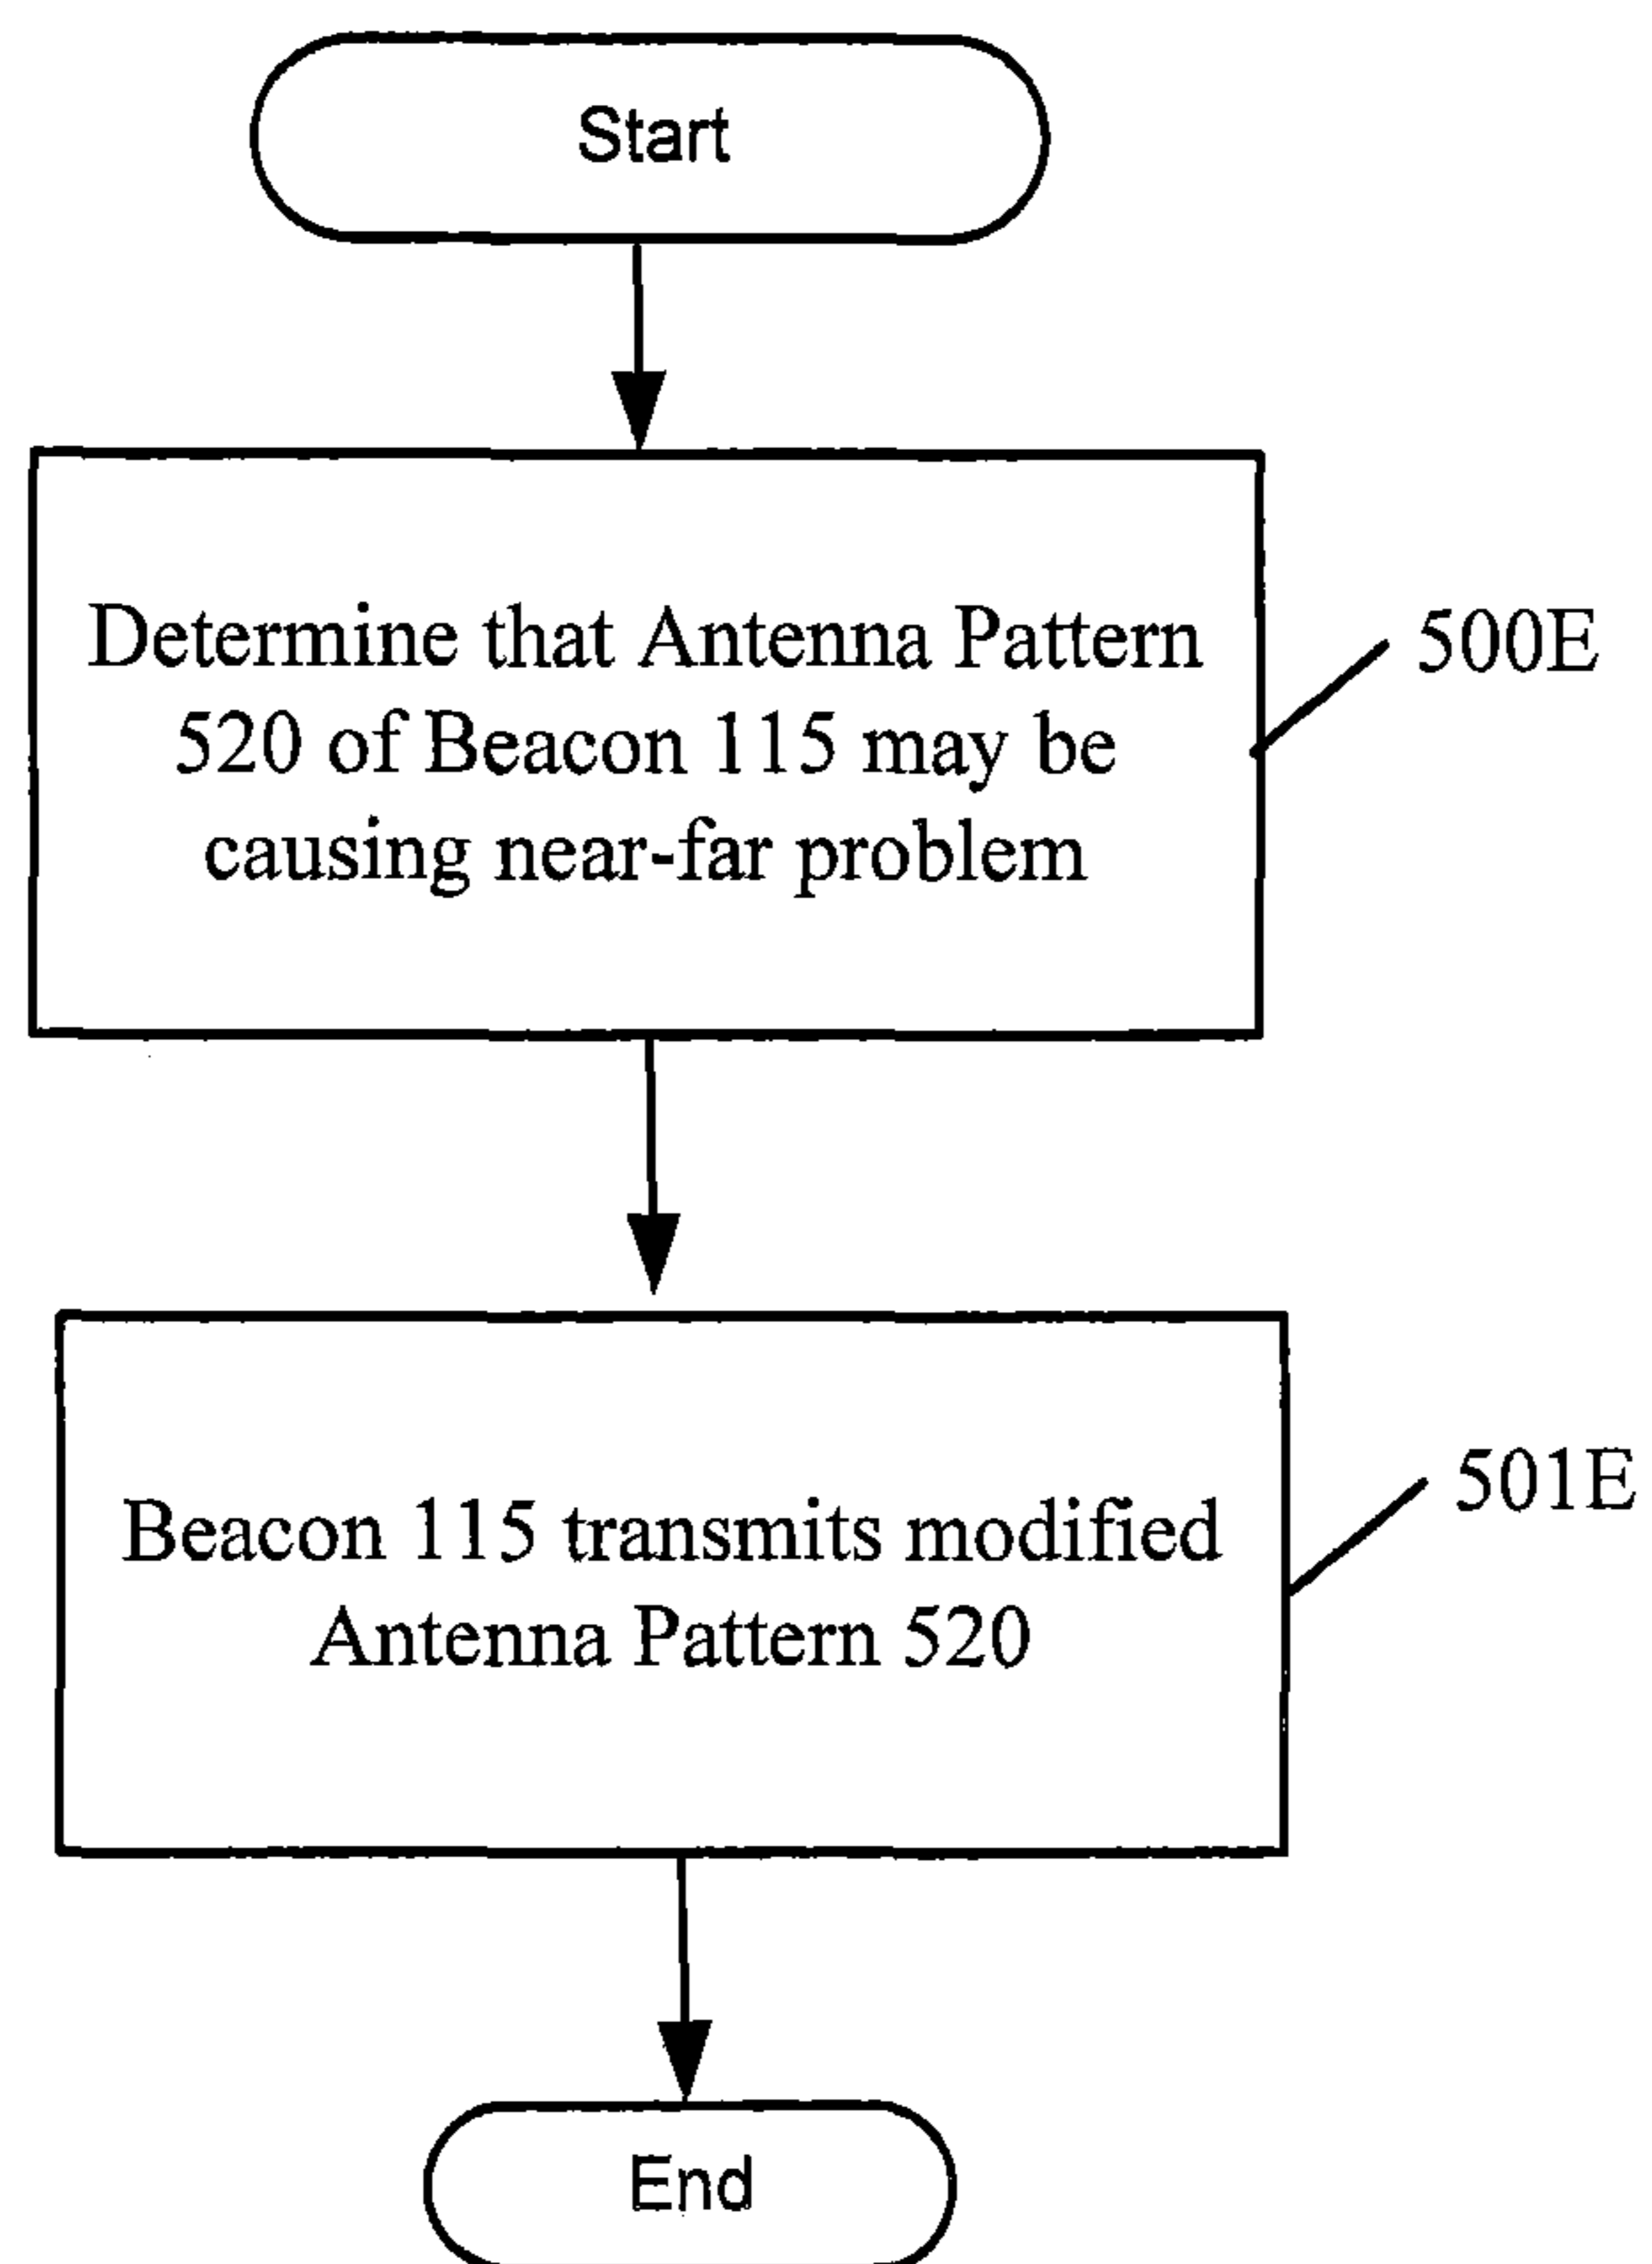 Start
Determine that Antenna Pattern
520 of Beacon 115 may be
causing near-far problem
500E
Beacon 115 transmits modified
Antenna Pattern 520
501E
End